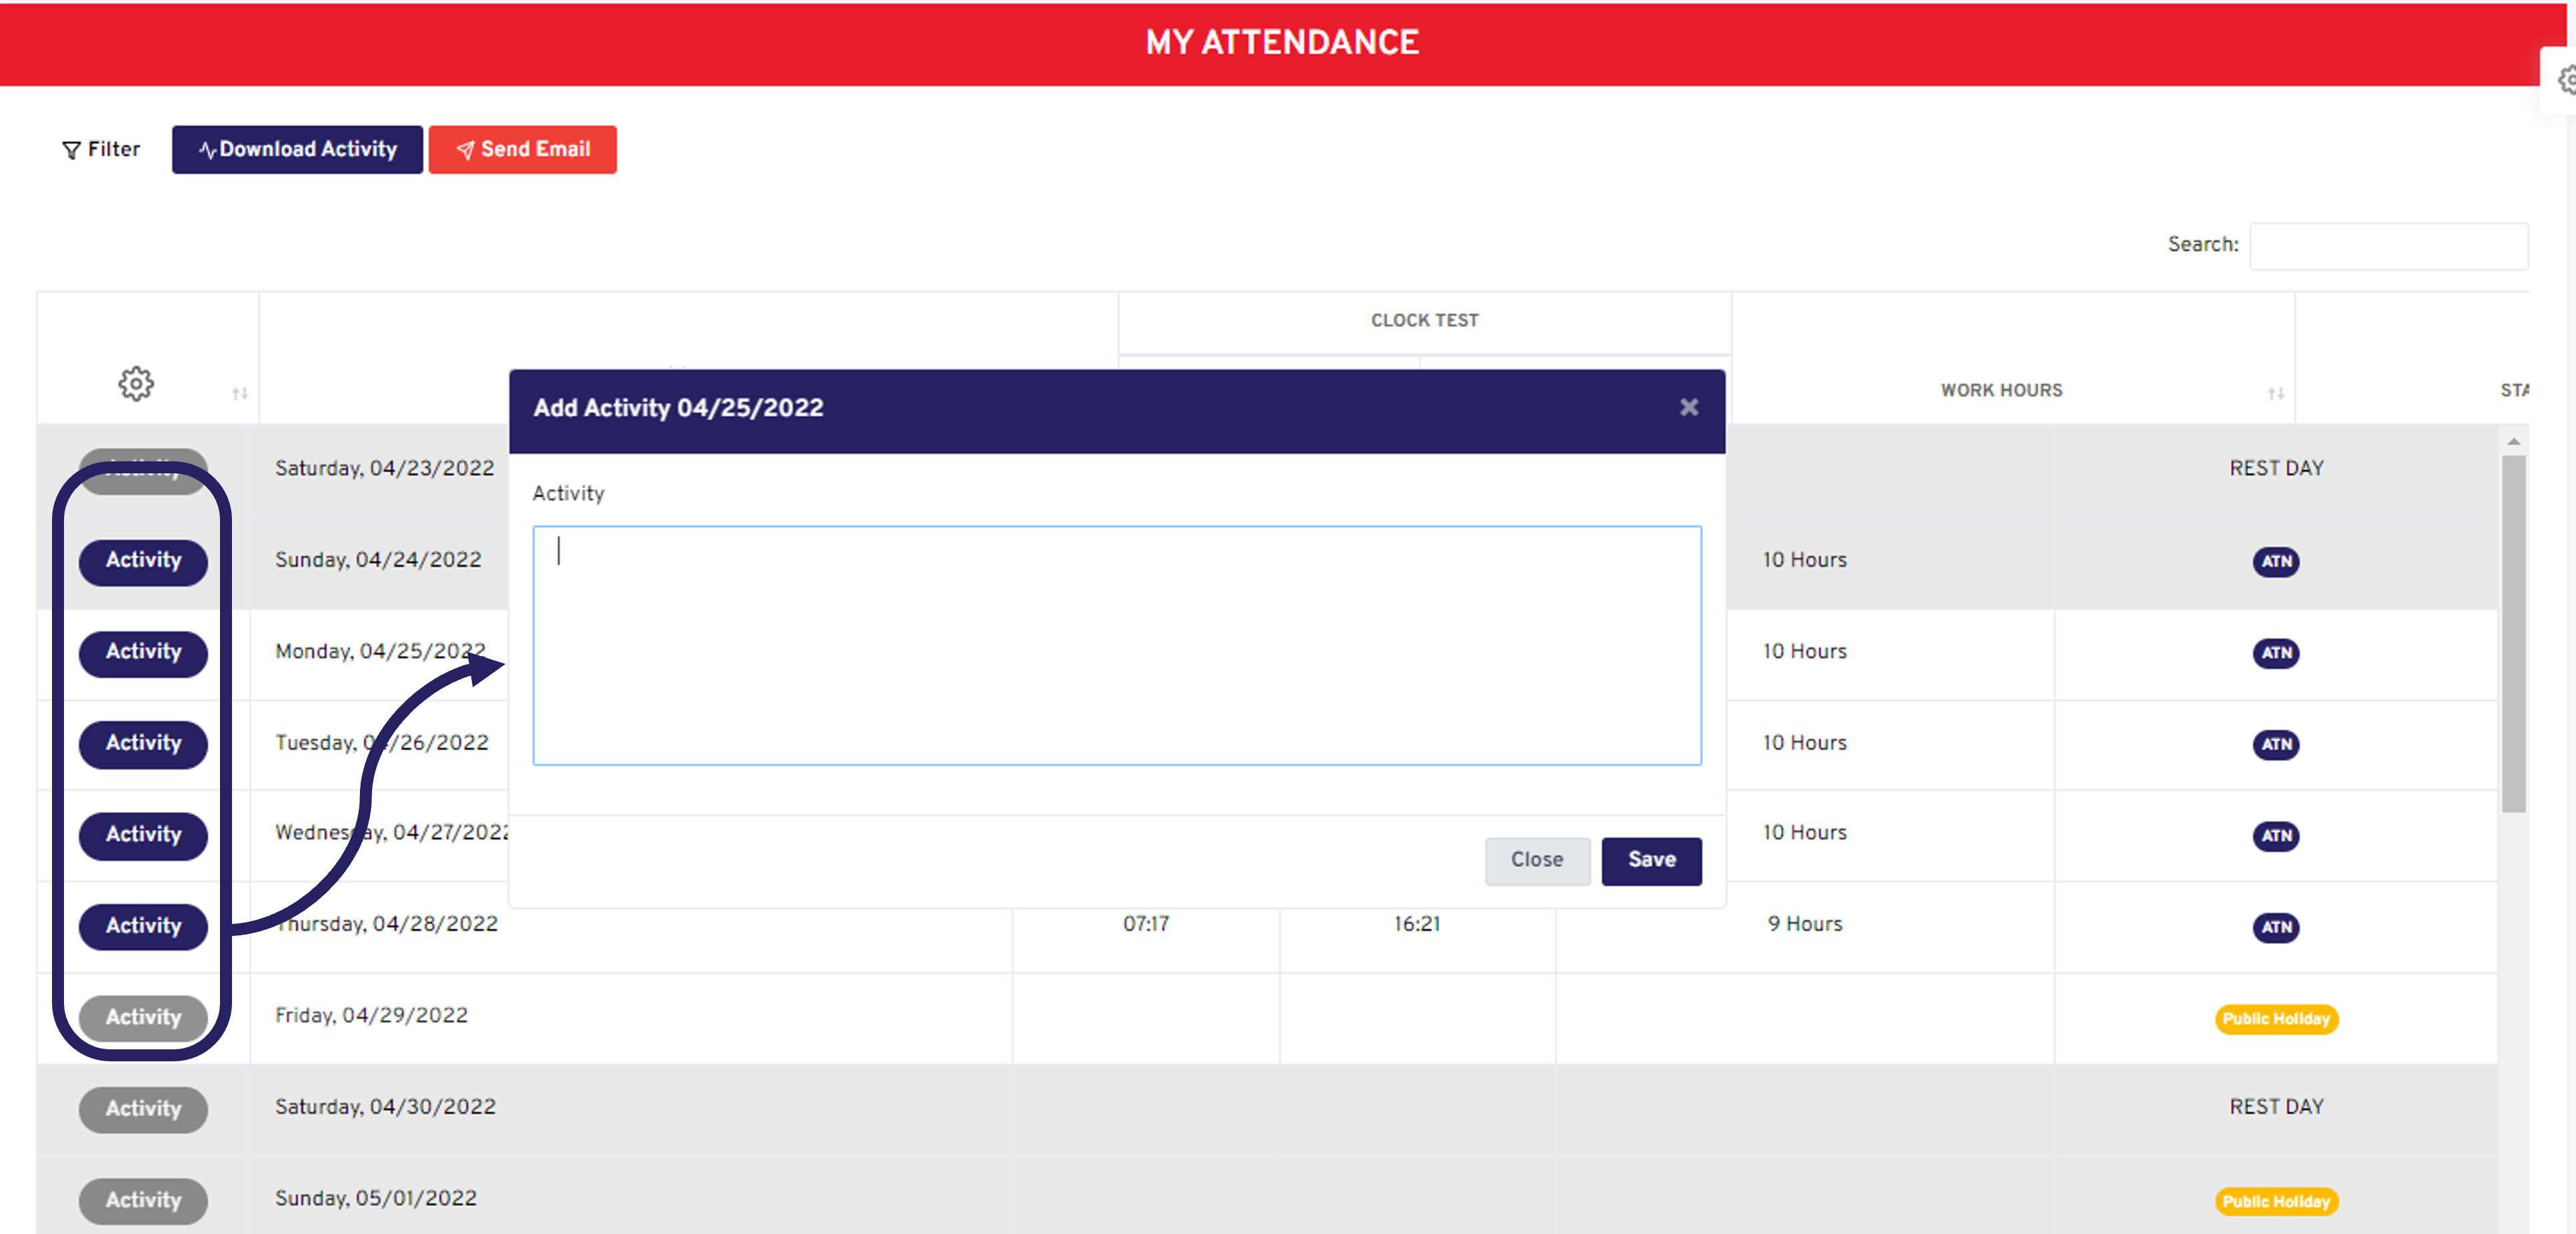 MY ATTENDANCE
Filter
Download Activity
Send Email
Search:
CLOCK TEST
WORK HOURS
STA
Add Activity 04/25/2022
Activity
Close
Save
Saturday, 04/23/2022 REST DAY
Activity Sunday, 04/24/2022 10 Hours ATN
Activity Monday, 04/25/2022 10 Hours ATN
Activity Tuesday, 04/26/2022 10 Hours ATN
Activity Wednesday, 04/27/2022 10 Hours ATN
Activity Thursday, 04/28/2022 07:17 16:21 9 Hours ATN
Activity Friday, 04/29/2022 Public Holiday
Activity Saturday, 04/30/2022 REST DAY
Activity Sunday, 05/01/2022 Public Holiday